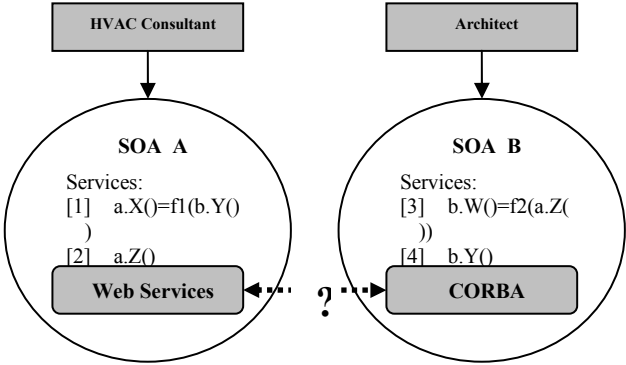 HVAC Consultant
Architect
SOA A
Services:
[1] a.X()=f1(b.Y()
)
[2] a.Z()
Web Services
?
SOA B
Services:
[3] b.W()=f2(a.Z(
))
[4] b.Y()
CORBA